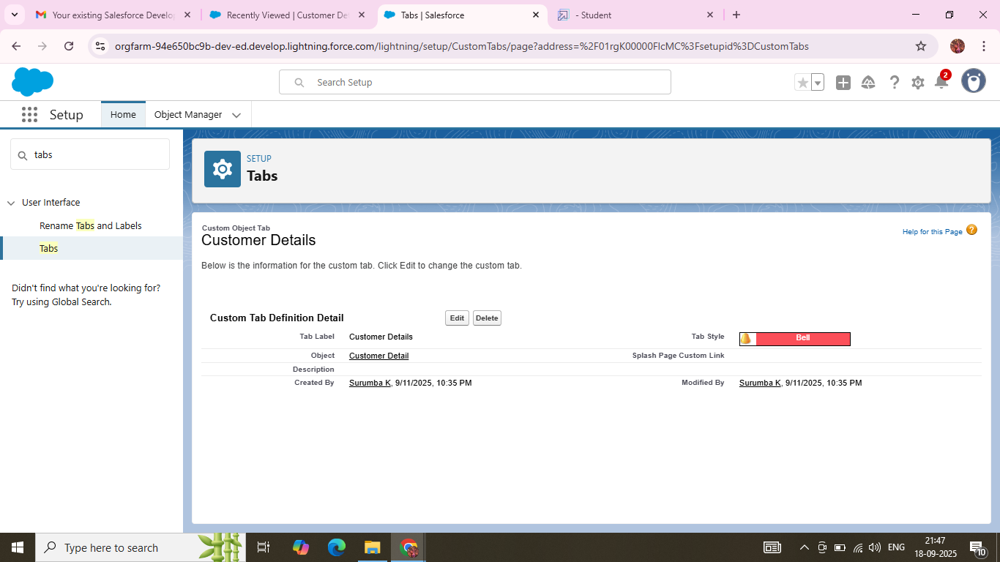 Your existing Salesforce Develo
Recently Viewed | Customer De
Tabs | Salesforce
- Student
orgfarm-94e650bc9b-dev-ed.develop.lightning.force.com/lightning/setup/CustomTabs/page?address=%2F01rgK00000FlcMC%3Fsetupid%3DCustomTabs
Search Setup
2
Setup
Home
Object Manager
tabs
User Interface
Rename Tabs and Labels
Tabs
Didn't find what you're looking for?
Try using Global Search.
SETUP
Tabs
Custom Object Tab
Customer Details
Help for this Page ?
Below is the information for the custom tab. Click Edit to change the custom tab.
Custom Tab Definition Detail Edit Delete
Tab Label Customer Details Tab Style Bell
Object Customer Detail Splash Page Custom Link
Description
Created By Surumba K, 9/11/2025, 10:35 PM Modified By Surumba K, 9/11/2025, 10:35 PM
Type here to search
ENG
21:47
18-09-2025
10